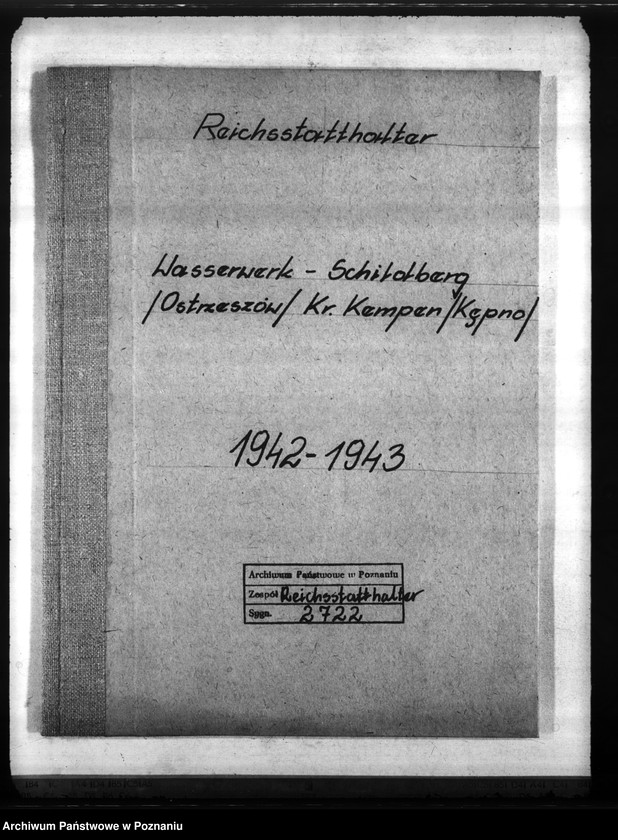 Reichsstatthalter
Wasserwerk - Schildberg
/Ostrzeszów/ Kr. Kempen /Kępno/
1942-1943
Archiwum Państwowe w Poznaniu
Zespół Reichsstatthalter
Sygn. 2722
Archiwum Państwowe w Poznaniu